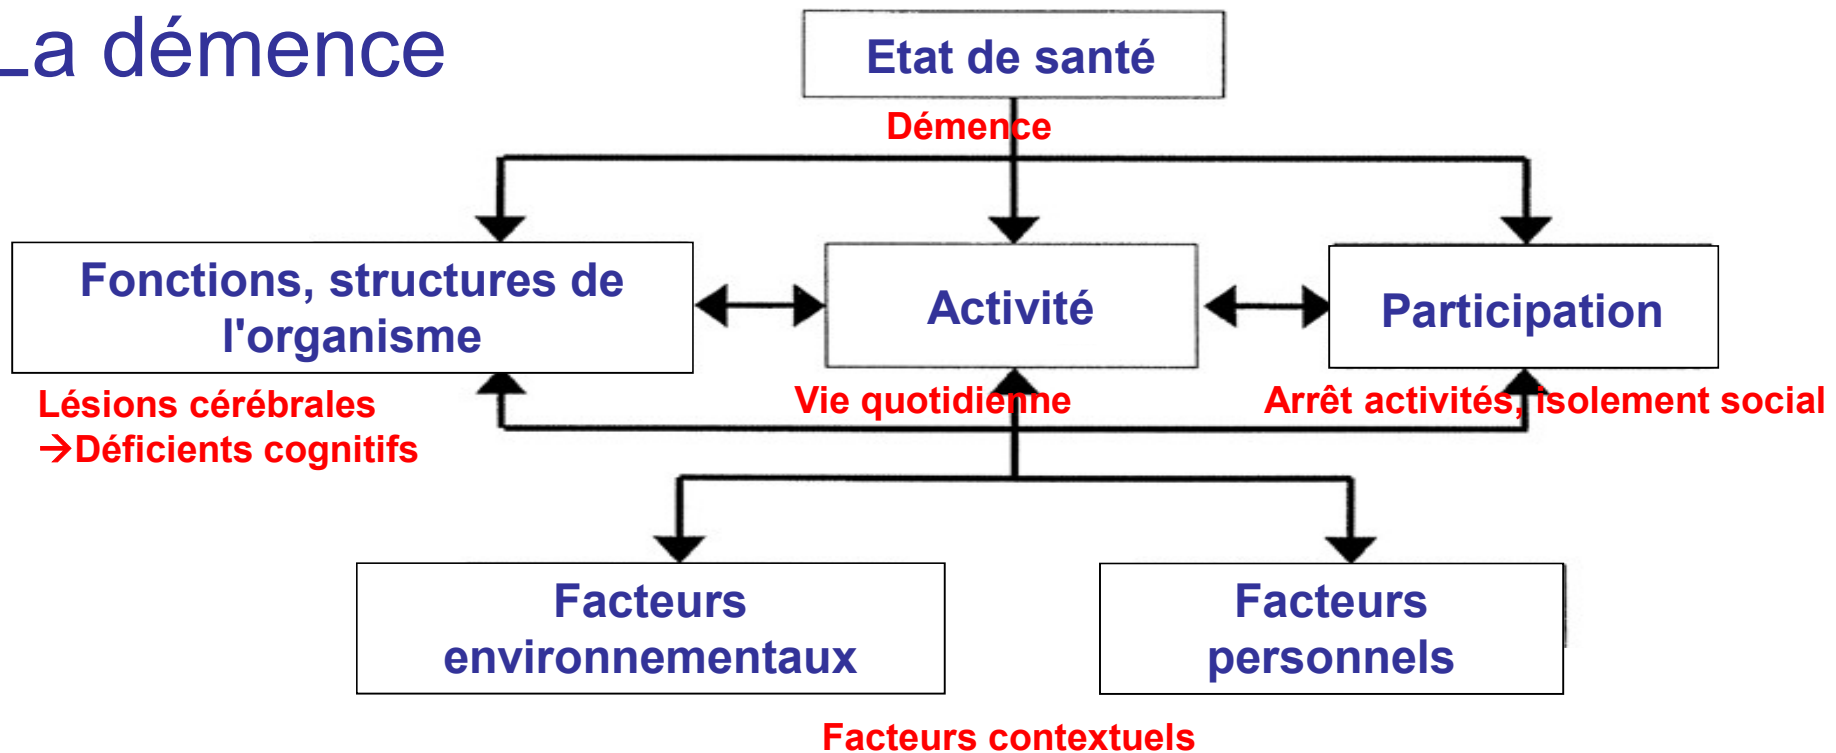 La démence
Etat de santé
Démence
Fonctions, structures de
l'organisme
Activité
Participation
Lésions cérébrales
→Déficients cognitifs
Vie quotidienne
Arrêt activités, isolement social
Facteurs
environnementaux
Facteurs
personnels
Facteurs contextuels